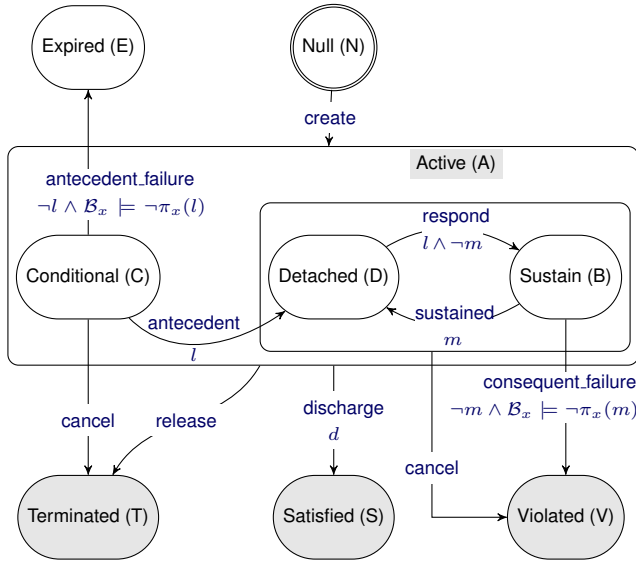 Expired (E)
Null (N)
create
Active (A)
antecedent_failure
¬l ∧ ℬₓ ⊨ ¬πₓ(l)
respond
l ∧ ¬m
Conditional (C)
Detached (D)
Sustain (B)
antecedent
l
sustained
m
consequent_failure
¬m ∧ ℬₓ ⊨ ¬πₓ(m)
cancel
release
discharge
d
cancel
Terminated (T)
Satisfied (S)
Violated (V)